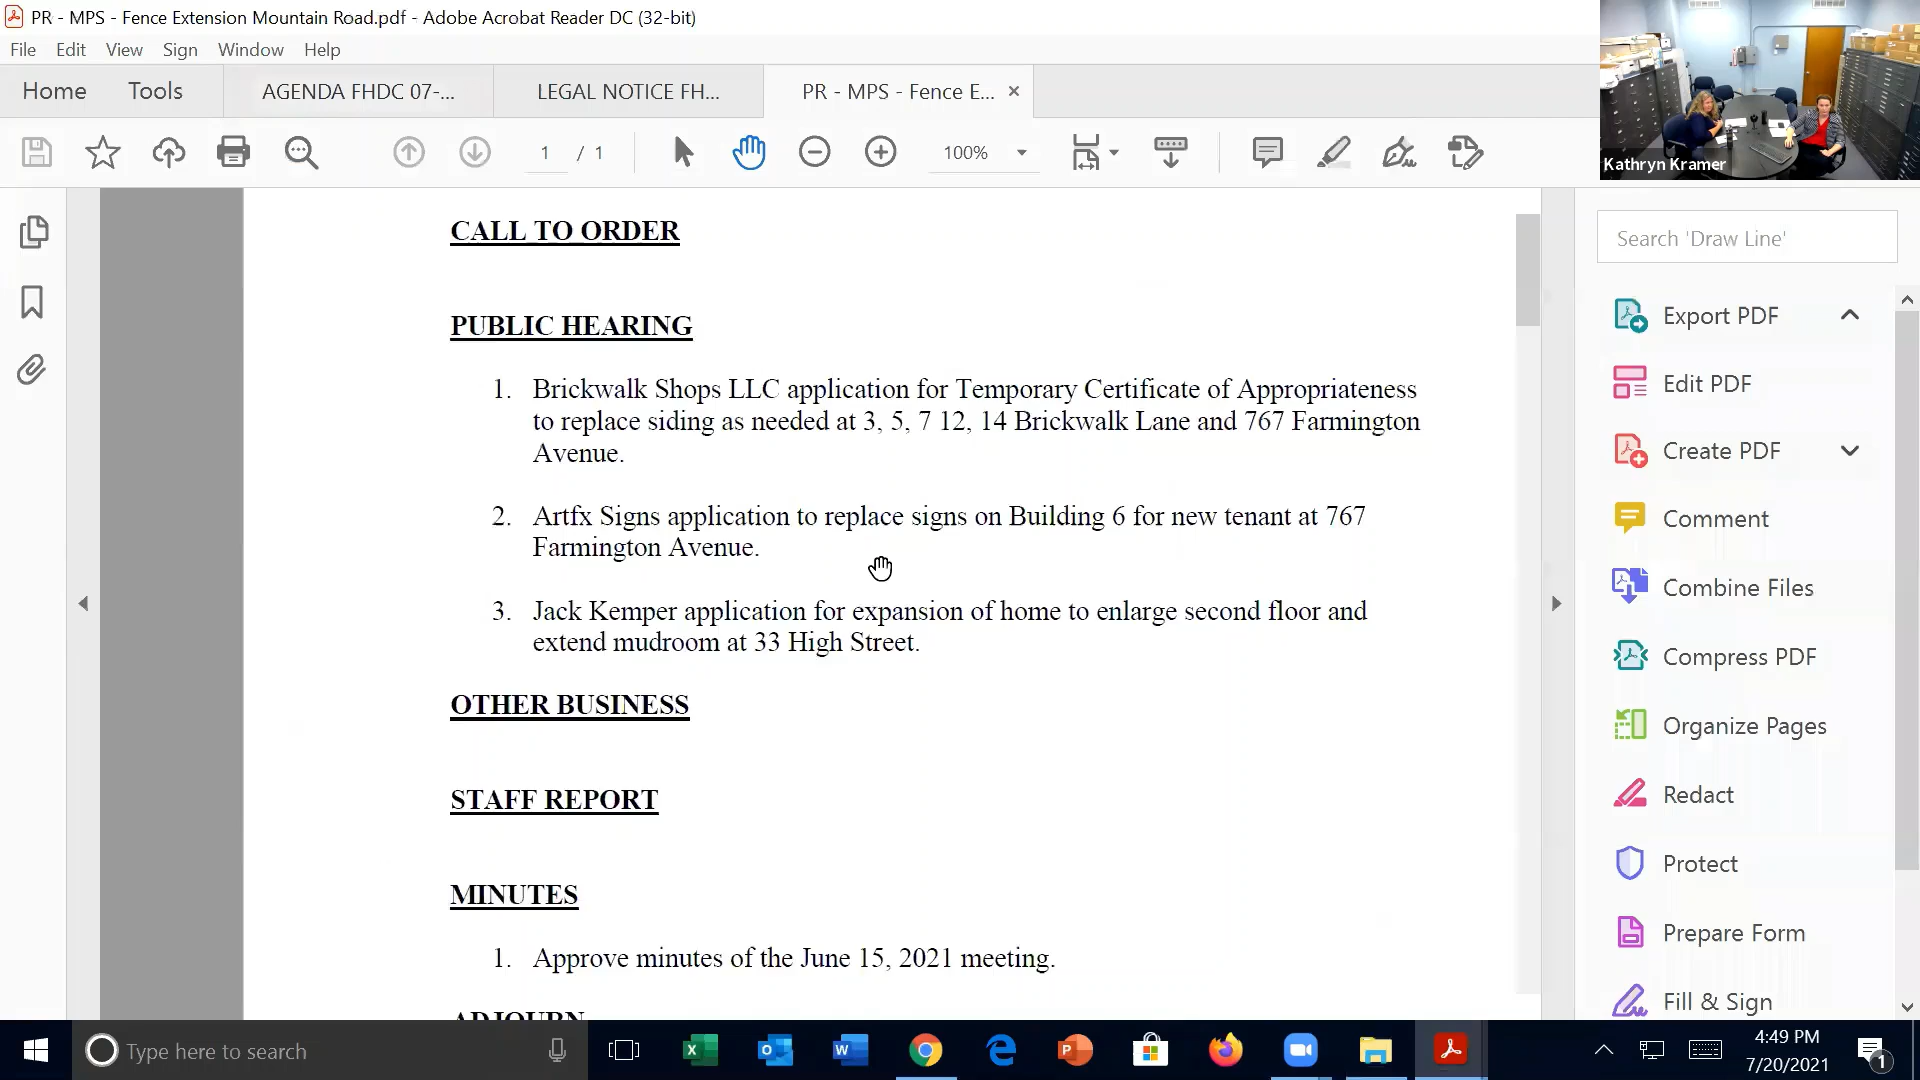 PR - MPS - Fence Extension Mountain Road.pdf - Adobe Acrobat Reader DC (32-bit)
File Edit View Sign Window Help
Home Tools AGENDA FHDC 07-... LEGAL NOTICE FH... PR - MPS - Fence E... ×
1 / 1 100%
Kathryn Kramer
Search 'Draw Line'
CALL TO ORDER
PUBLIC HEARING
1. Brickwalk Shops LLC application for Temporary Certificate of Appropriateness
to replace siding as needed at 3, 5, 7 12, 14 Brickwalk Lane and 767 Farmington
Avenue.
2. Artfx Signs application to replace signs on Building 6 for new tenant at 767
Farmington Avenue.
3. Jack Kemper application for expansion of home to enlarge second floor and
extend mudroom at 33 High Street.
OTHER BUSINESS
STAFF REPORT
MINUTES
1. Approve minutes of the June 15, 2021 meeting.
ADJOURN
Export PDF
Edit PDF
Create PDF
Comment
Combine Files
Compress PDF
Organize Pages
Redact
Protect
Prepare Form
Fill & Sign
Type here to search
4:49 PM
7/20/2021
1